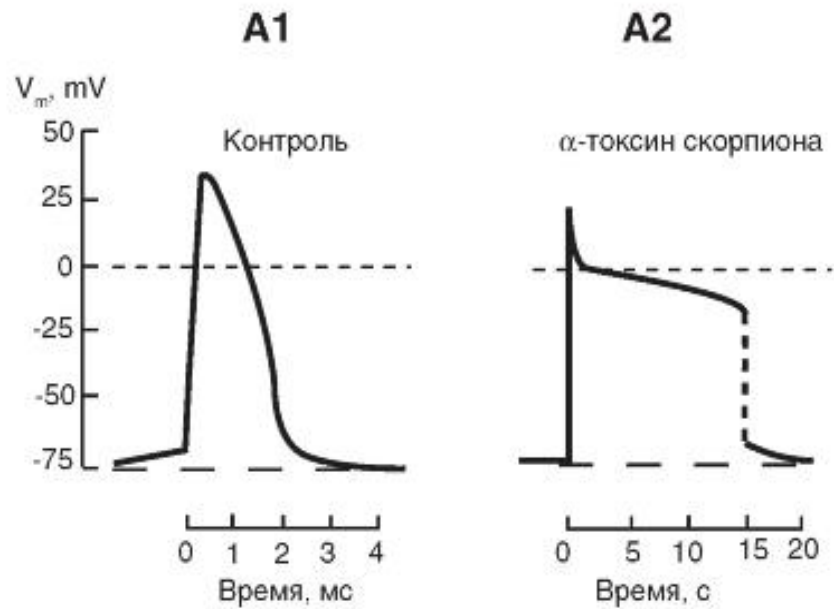 A1
A2
Vm, mV
50
25
0
-25
-50
-75
Контроль
α-токсин скорпиона
0 1 2 3 4
Время, мс
0 5 10 15 20
Время, с